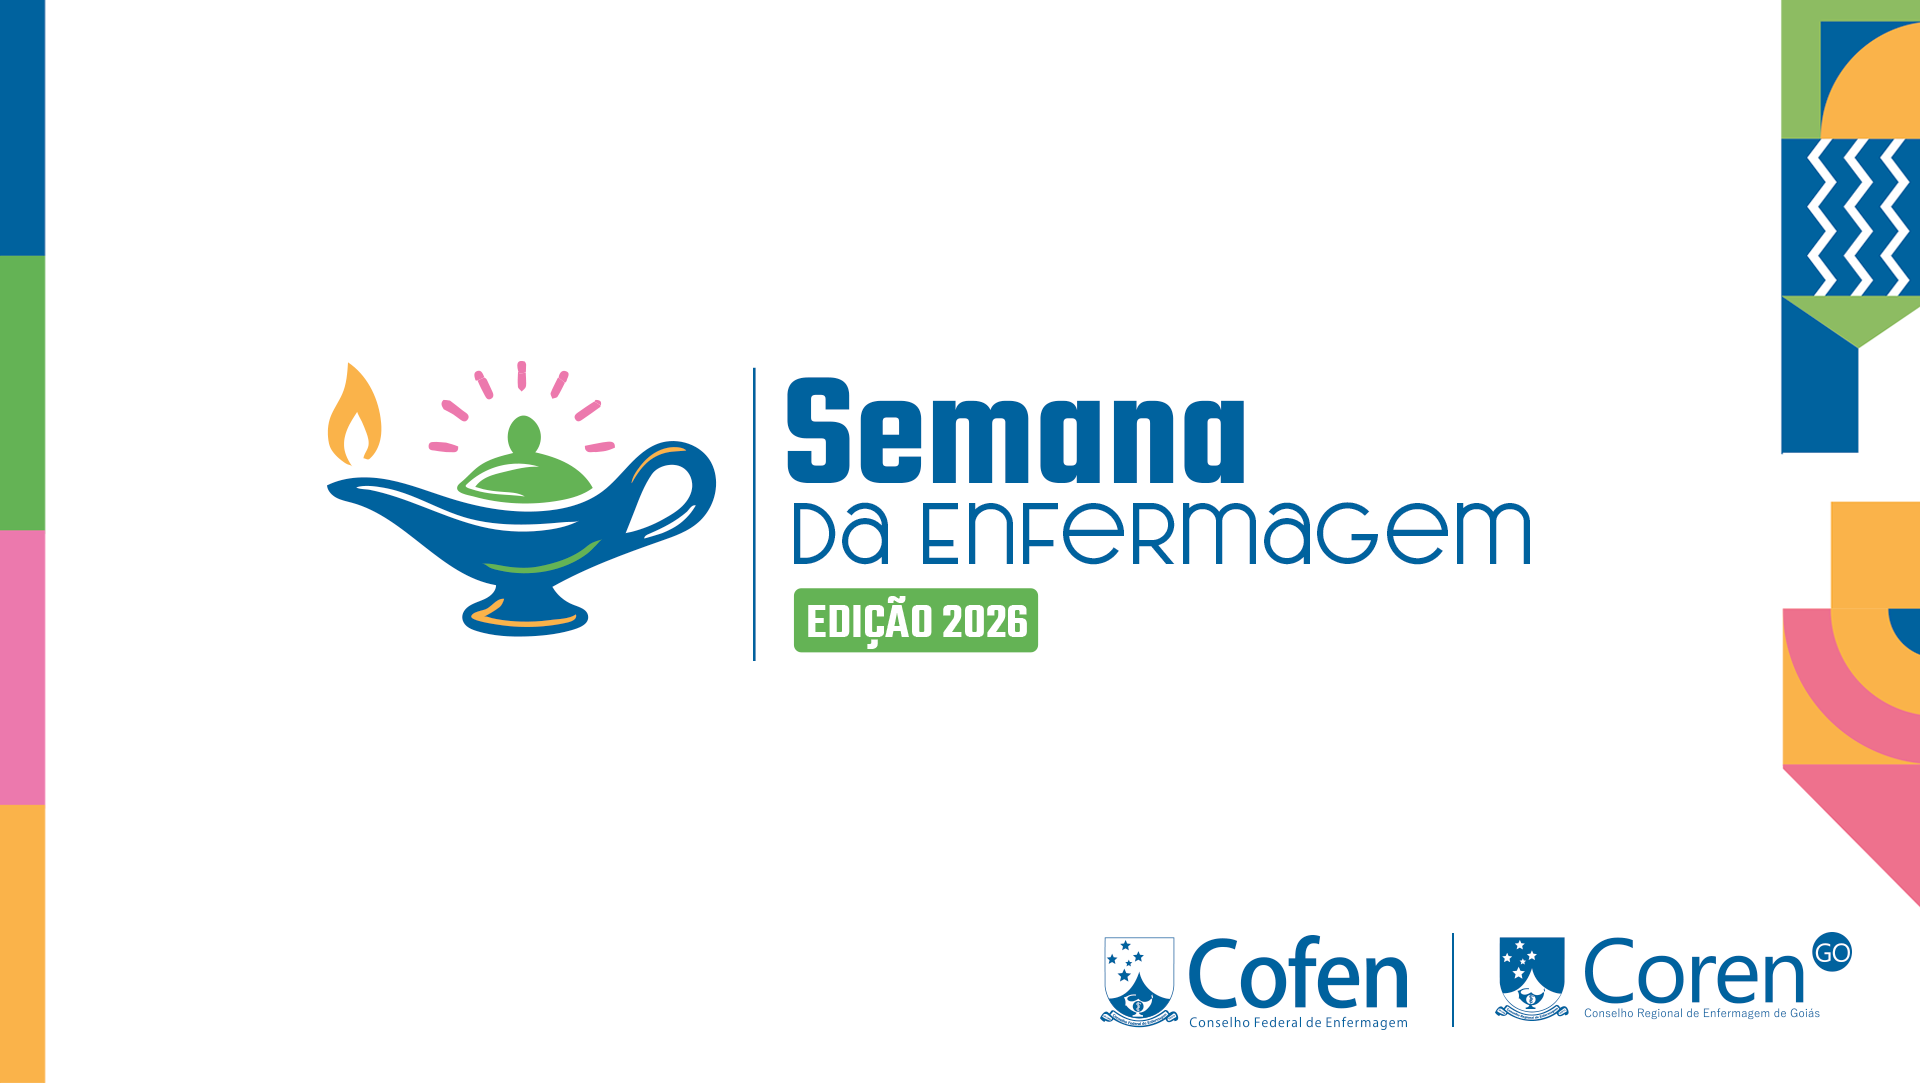 Semana
DA ENFERMAGEM
EDIÇÃO 2026
Cofen
Conselho Federal de Enfermagem
Coren GO
Conselho Regional de Enfermagem de Goiás